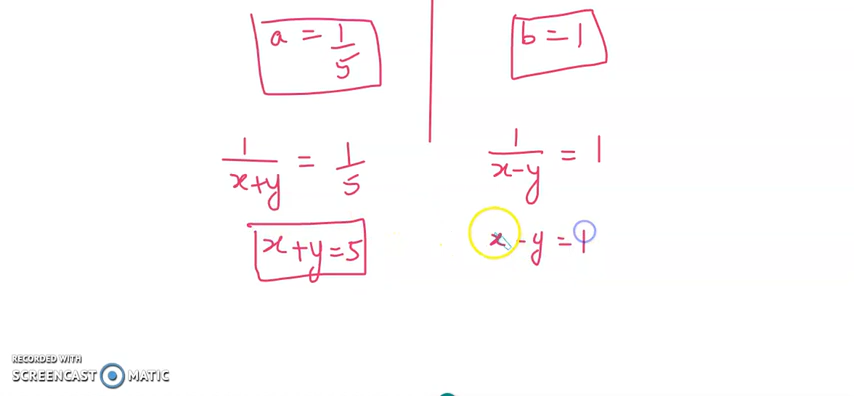 a = 1/5
b = 1
1/(x+y) = 1/5
1/(x-y) = 1
x+y=5
x-y=1
RECORDED WITH
SCREENCAST MATIC